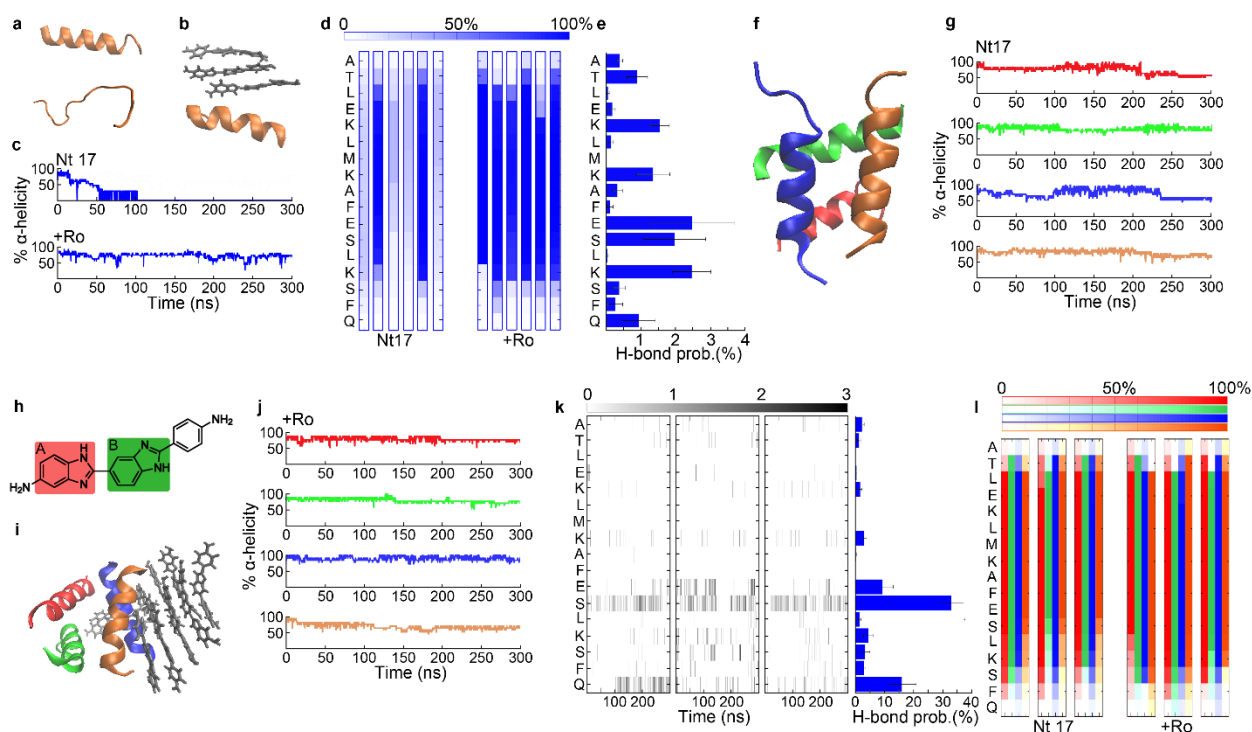 a
b
c
Nt 17
100
50
+Ro
100
50
% α-helicity
0 50 100 150 200 250 300
Time (ns)
d
0 50% 100%
A
T
L
E
K
L
M
K
A
F
E
S
L
K
S
F
Q
Nt17 +Ro
e
A
T
L
E
K
L
M
K
A
F
E
S
L
K
S
F
Q
0 1 2 3 4
H-bond prob.(%)
f
g
Nt17
100
50
0 50 100 150 200 250 300
100
50
0 50 100 150 200 250 300
100
50
0 50 100 150 200 250 300
100
50
0 50 100 150 200 250 300
% α-helicity
Time (ns)
h
A
B
H
N
N
N
NH
NH₂
H₂N
i
j
+Ro
100
50
0 50 100 150 200 250 300
100
50
0 50 100 150 200 250 300
100
50
0 50 100 150 200 250 300
100
50
0 50 100 150 200 250 300
% α-helicity
Time (ns)
k
0 1 2 3
A
T
L
E
K
L
M
K
A
F
E
S
L
K
S
F
Q
100 200 100 200 100 200
Time (ns)
0 10 20 30 40
H-bond prob.(%)
l
0 50% 100%
A
T
L
E
K
L
M
K
A
F
E
S
L
K
S
F
Q
Nt 17 +Ro